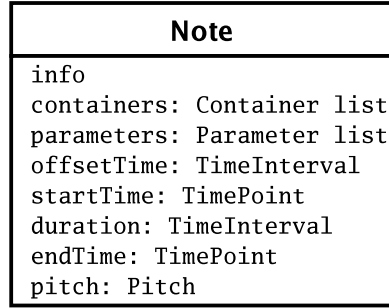 Note
info
containers: Container list
parameters: Parameter list
offsetTime: TimeInterval
startTime: TimePoint
duration: TimeInterval
endTime: TimePoint
pitch: Pitch